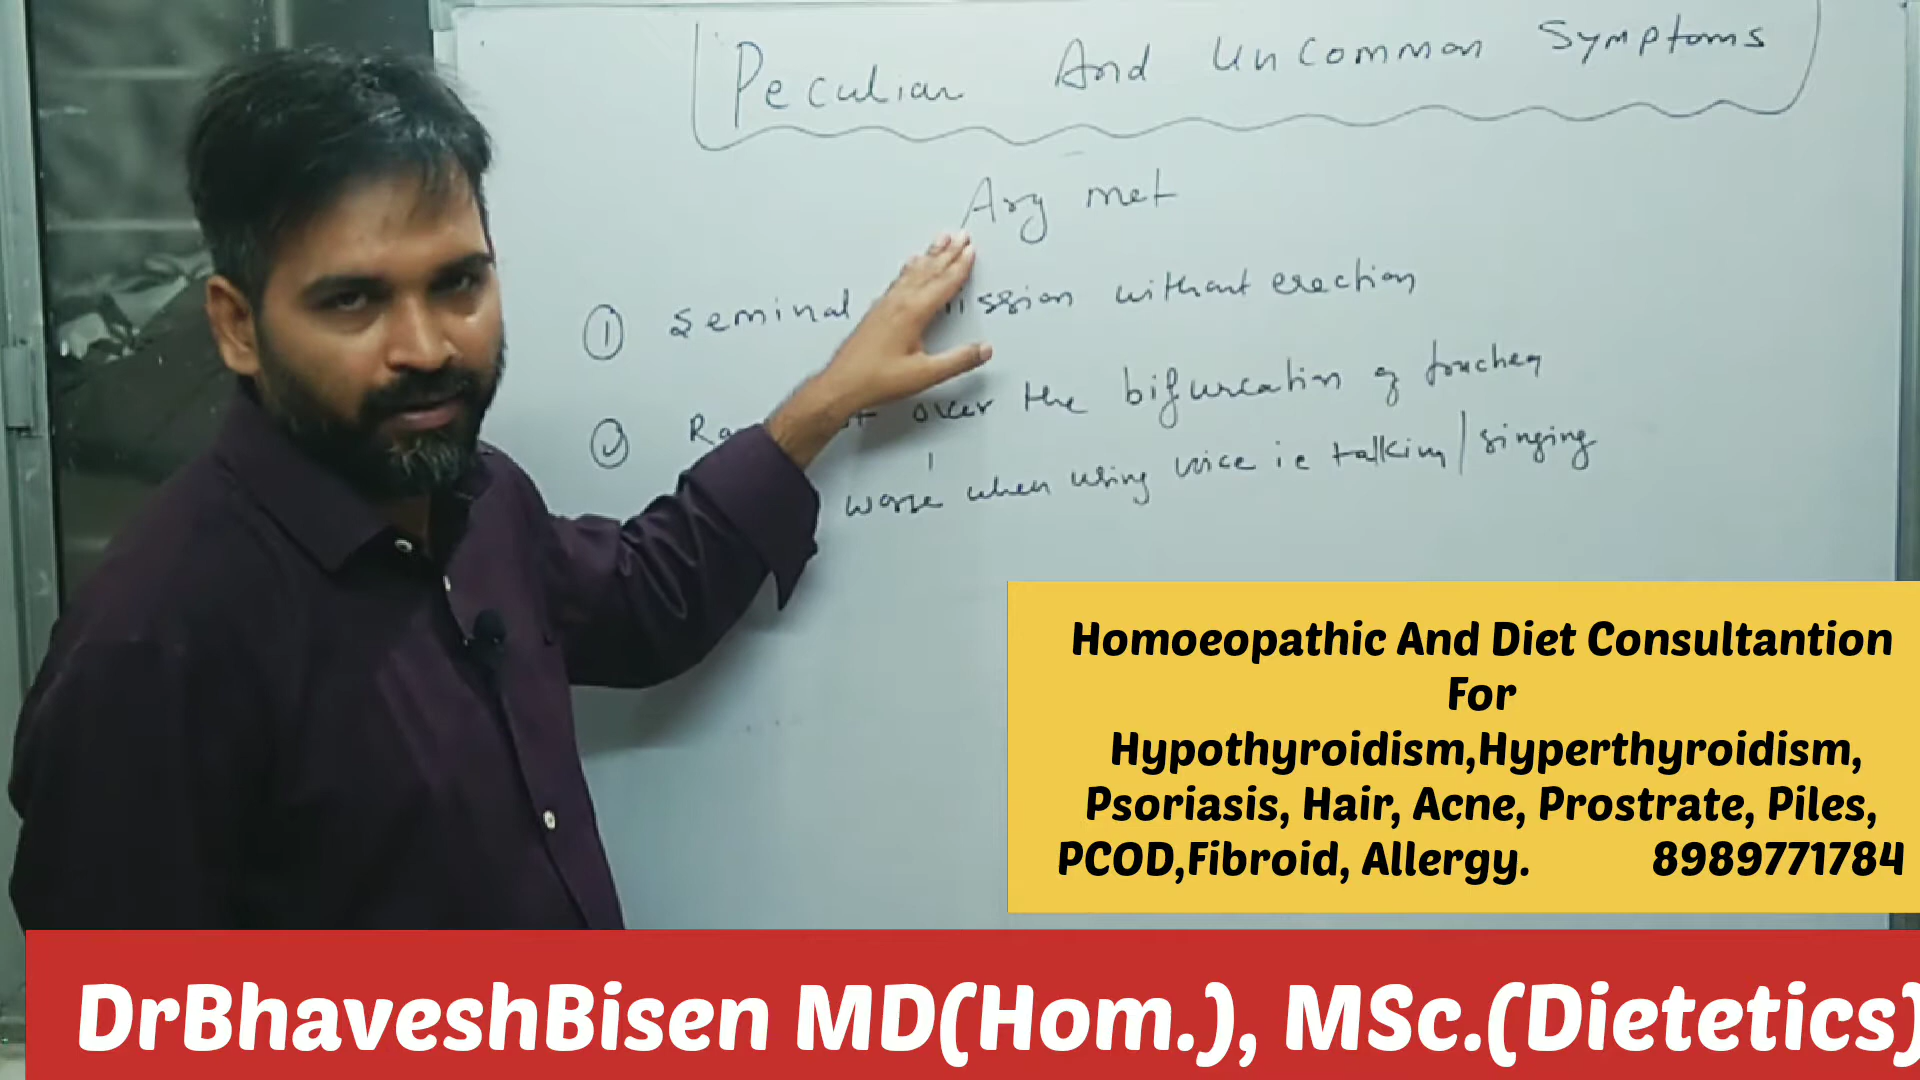 Peculiar And Uncommon Symptoms
Arg met
① Seminal ission without erection
② Ra over the bifurcation of trachea
worse when using voice ie talking/singing
Homoeopathic And Diet Consultantion
For
Hypothyroidism,Hyperthyroidism,
Psoriasis, Hair, Acne, Prostrate, Piles,
PCOD,Fibroid, Allergy. 8989771784
DrBhaveshBisen MD(Hom.), MSc.(Dietetics)